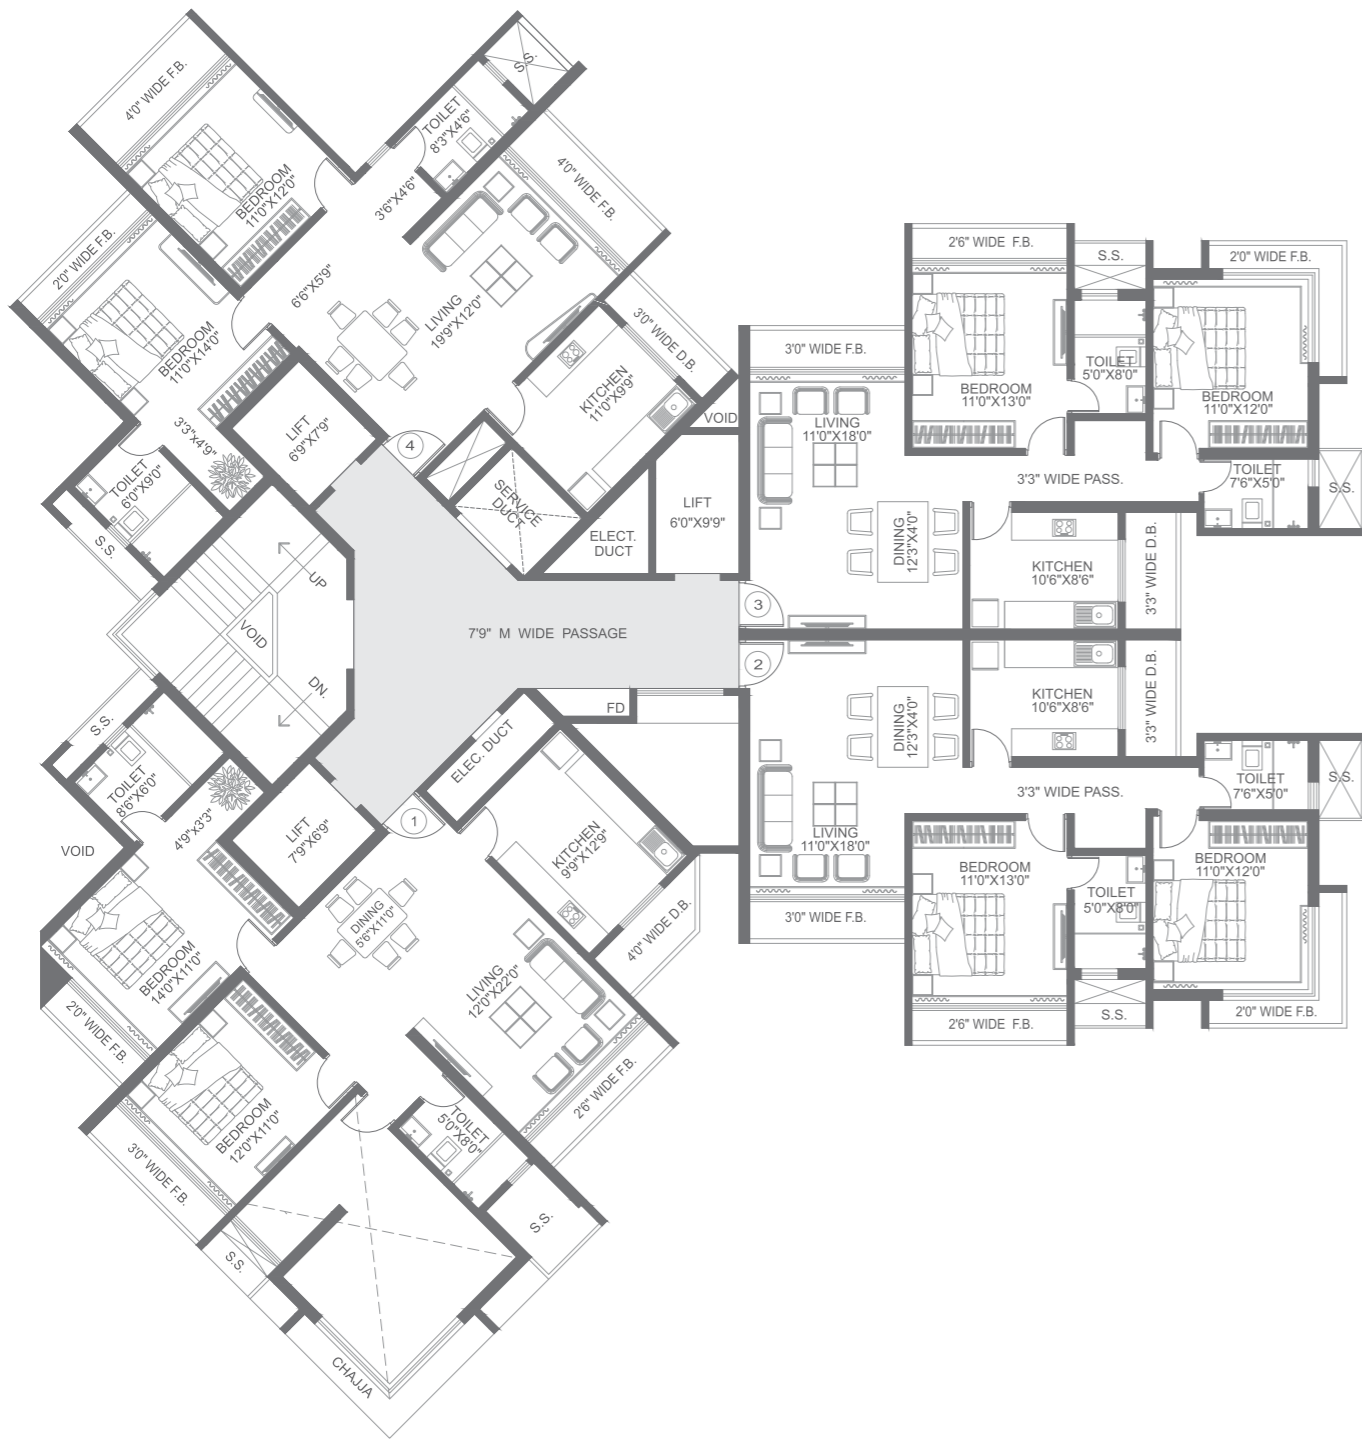 4'0" WIDE F.B.
S.S.
TOILET
8'3"X4'6"
4'0" WIDE F.B.
BEDROOM
11'0"X12'0"
3'6"X4'6"
2'0" WIDE F.B.
6'6"X5'9"
LIVING
19'9"X12'0"
3'0" WIDE D.B.
BEDROOM
11'0"X14'0"
KITCHEN
11'0"X9'9"
VOID
3'3"X4'9"
LIFT
6'9"X7'9"
4
TOILET
6'0"X9'0"
S.S.
SERVICE
DUCT
ELECT.
DUCT
LIFT
6'0"X9'9"
UP
VOID
DN.
7'9" M WIDE PASSAGE
3
2
FD
2'6" WIDE F.B.
S.S.
2'0" WIDE F.B.
3'0" WIDE F.B.
TOILET
5'0"X8'0"
BEDROOM
11'0"X13'0"
BEDROOM
11'0"X12'0"
LIVING
11'0"X18'0"
3'3" WIDE PASS.
TOILET
7'6"X5'0"
S.S.
DINING
12'3"X4'0"
KITCHEN
10'6"X8'6"
3'3" WIDE D.B.
DINING
12'3"X4'0"
KITCHEN
10'6"X8'6"
3'3" WIDE D.B.
3'3" WIDE PASS.
TOILET
7'6"X5'0"
S.S.
LIVING
11'0"X18'0"
BEDROOM
11'0"X13'0"
TOILET
5'0"X8'0"
BEDROOM
11'0"X12'0"
3'0" WIDE F.B.
2'6" WIDE F.B.
S.S.
2'0" WIDE F.B.
S.S.
TOILET
8'6"X6'0"
ELEC. DUCT
1
VOID
4'9"x3'3"
LIFT
7'9"X6'9"
KITCHEN
9'9"X12'9"
DINING
5'6"X11'0"
4'0" WIDE D.B.
BEDROOM
14'0"X11'0"
LIVING
12'0"X22'0"
2'0" WIDE F.B.
2'6" WIDE F.B.
BEDROOM
12'0"X11'0"
TOILET
5'0"X8'0"
3'0" WIDE F.B.
S.S.
S.S.
CHAJJA